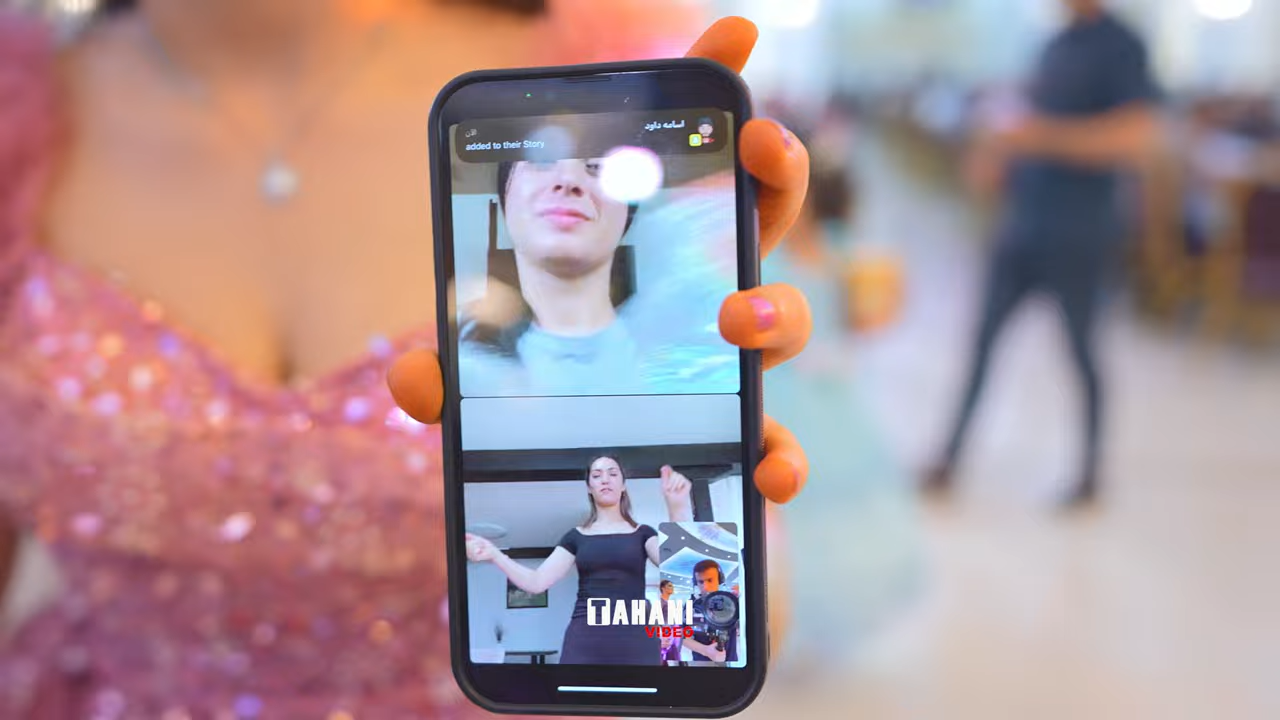 الآن
اسامه داود
added to their Story
TAHANI
VIDEO